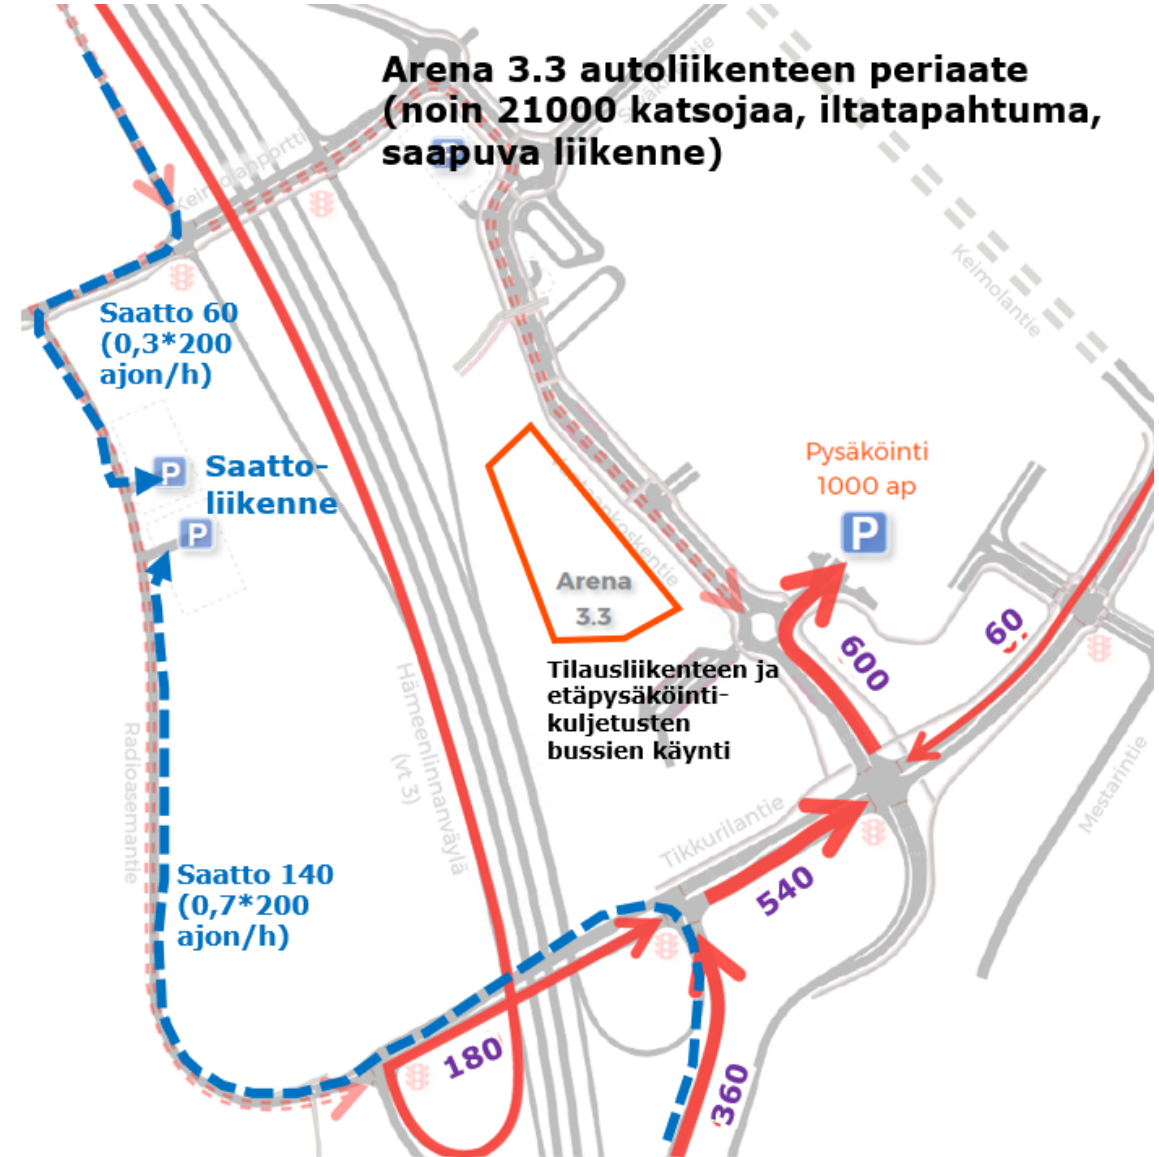 Arena 3.3 autoliikenteen periaate
(noin 21000 katsojaa, iltatapahtuma,
saapuva liikenne)
P
Keimolanportti
Keimolantie
Saatto 60
(0,3*200
ajon/h)
P
Saatto-
liikenne
P
Pysäköinti
1000 ap
P
Arena
3.3
60
600
Tilausliikenteen ja
etäpysäköinti-
kuljetusten
bussien käynti
Hämeenlinnanväylä
(vt 3)
Radioasemantie
Mestarintie
Tikkurilantie
Saatto 140
(0,7*200
ajon/h)
540
180
360